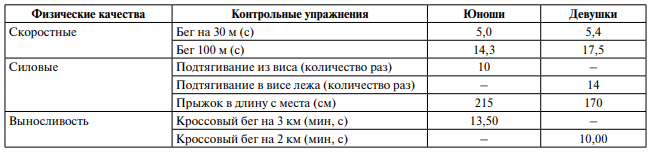 Физические качества Контрольные упражнения Юноши Девушки
Скоростные Бег на 30 м (с) 5,0 5,4
Бег 100 м (с) 14,3 17,5
Силовые Подтягивание из виса (количество раз) 10 —
Подтягивание в висе лежа (количество раз) — 14
Прыжок в длину с места (см) 215 170
Выносливость Кроссовый бег на 3 км (мин, с) 13,50 —
Кроссовый бег на 2 км (мин, с) — 10,00